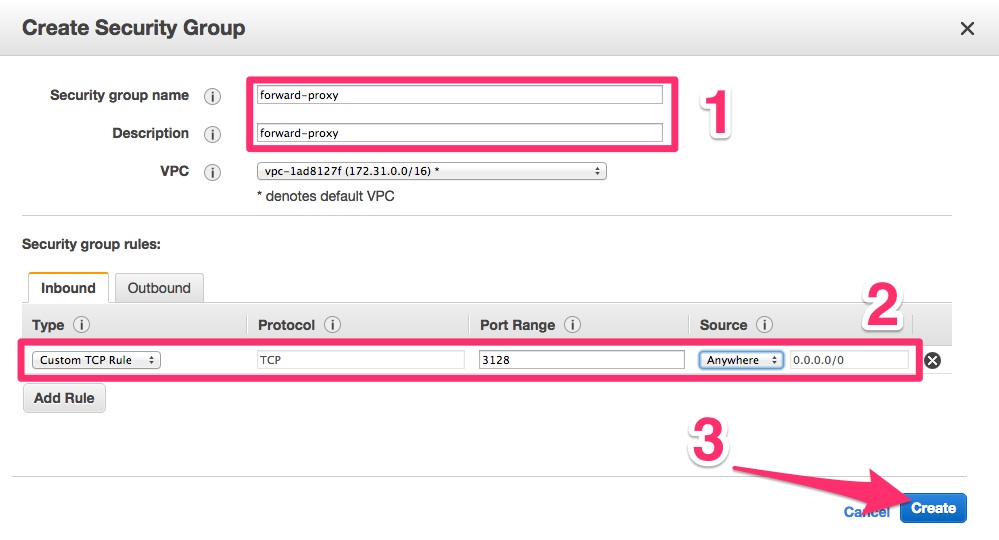 Create Security Group
Security group name i forward-proxy
1
Description i forward-proxy
VPC i vpc-1ad8127f (172.31.0.0/16) *
* denotes default VPC
Security group rules:
Inbound Outbound
2
Type i Protocol i Port Range i Source i
Custom TCP Rule TCP 3128 Anywhere 0.0.0.0/0
Add Rule
3
Cancel Create